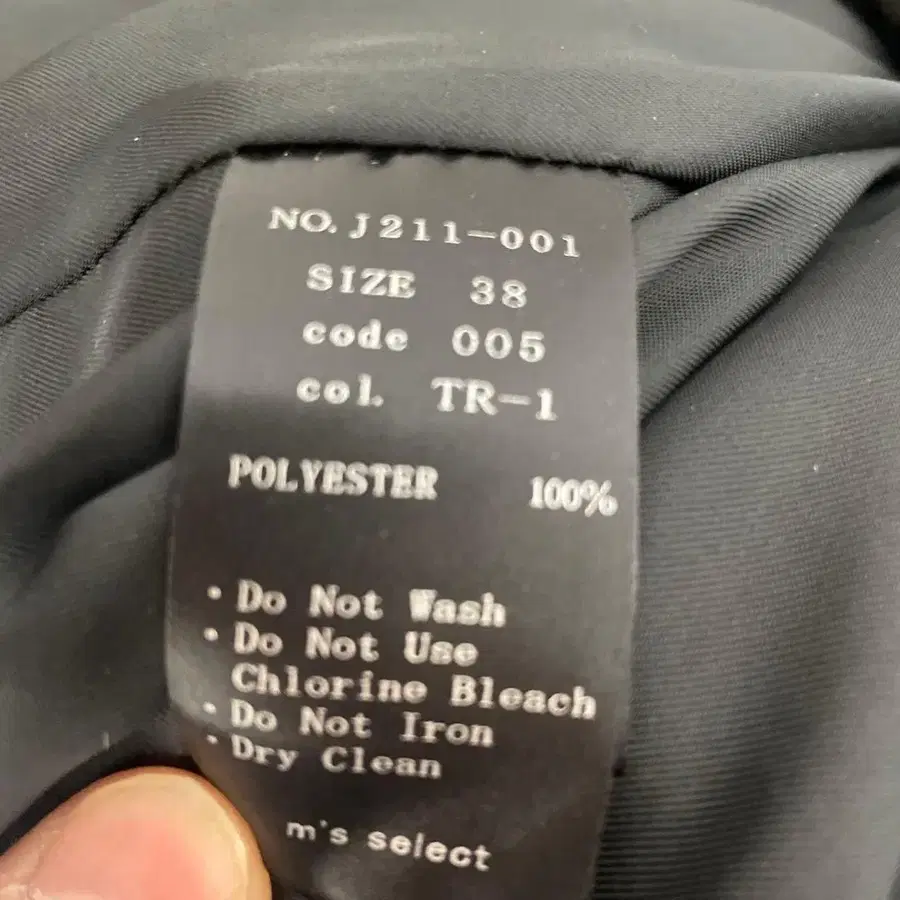 NO. J211-001
SIZE 38
code 005
col. TR-1
POLYESTER 100%
· Do Not Wash
· Do Not Use
Chlorine Bleach
· Do Not Iron
· Dry Clean
m's select